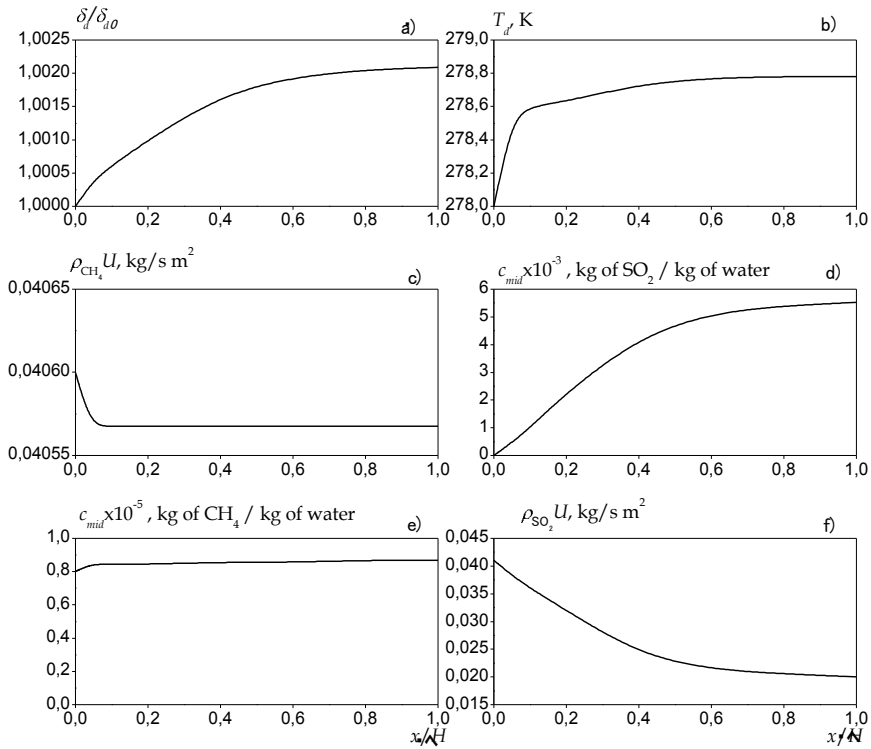 δd/δd0 a)
1,0025
1,0020
1,0015
1,0010
1,0005
1,0000
0,0 0,2 0,4 0,6 0,8 1,0
Td, K b)
279,0
278,8
278,6
278,4
278,2
278,0
0,0 0,2 0,4 0,6 0,8 1,0
ρCH4U, kg/s m2 c)
0,04065
0,04060
0,04055
0,0 0,2 0,4 0,6 0,8 1,0
cmidx10-3 , kg of SO2 / kg of water d)
6
5
4
3
2
1
0
0,0 0,2 0,4 0,6 0,8 1,0
cmidx10-5 , kg of CH4 / kg of water e)
1,0
0,8
0,6
0,4
0,2
0,0
0,0 0,2 0,4 0,6 0,8 1,0
x/H
ρSO2U, kg/s m2 f)
0,045
0,040
0,035
0,030
0,025
0,020
0,015
0,0 0,2 0,4 0,6 0,8 1,0
x/H